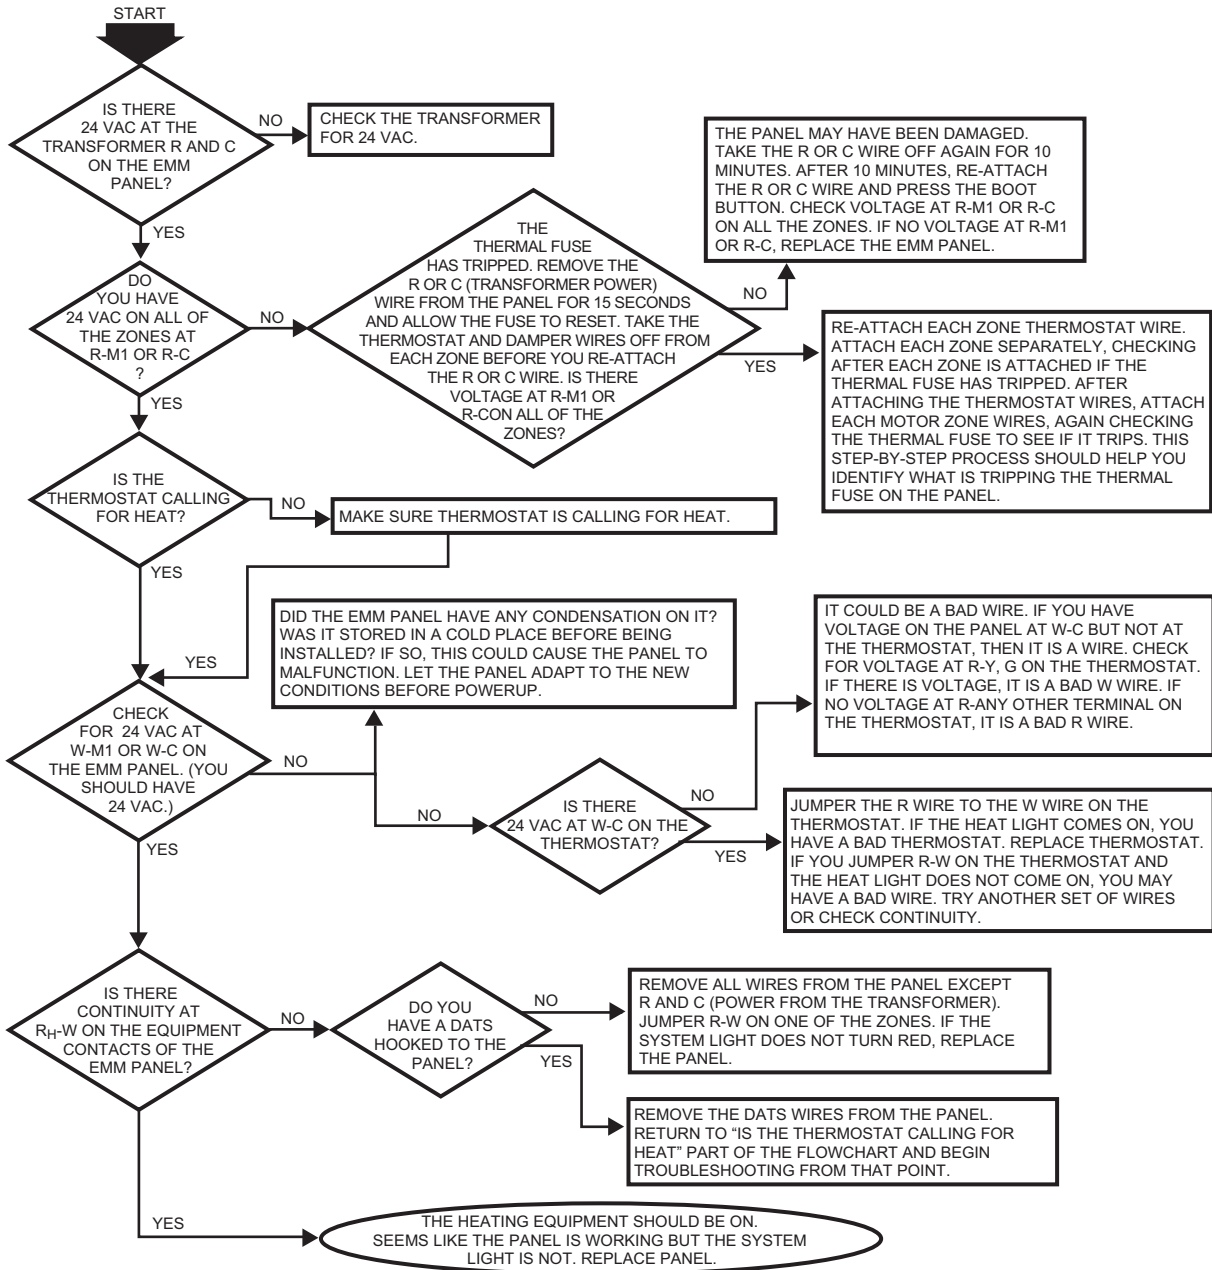 START
IS THERE
24 VAC AT THE
TRANSFORMER R AND C
ON THE EMM
PANEL?
NO
CHECK THE TRANSFORMER
FOR 24 VAC.
YES
DO
YOU HAVE
24 VAC ON ALL OF
THE ZONES AT
R-M1 OR R-C
?
NO
THE
THERMAL FUSE
HAS TRIPPED. REMOVE THE
R OR C (TRANSFORMER POWER)
WIRE FROM THE PANEL FOR 15 SECONDS
AND ALLOW THE FUSE TO RESET. TAKE THE
THERMOSTAT AND DAMPER WIRES OFF FROM
EACH ZONE BEFORE YOU RE-ATTACH
THE R OR C WIRE. IS THERE
VOLTAGE AT R-M1 OR
R-CON ALL OF THE
ZONES?
NO
THE PANEL MAY HAVE BEEN DAMAGED.
TAKE THE R OR C WIRE OFF AGAIN FOR 10
MINUTES. AFTER 10 MINUTES, RE-ATTACH
THE R OR C WIRE AND PRESS THE BOOT
BUTTON. CHECK VOLTAGE AT R-M1 OR R-C
ON ALL THE ZONES. IF NO VOLTAGE AT R-M1
OR R-C, REPLACE THE EMM PANEL.
YES
RE-ATTACH EACH ZONE THERMOSTAT WIRE.
ATTACH EACH ZONE SEPARATELY, CHECKING
AFTER EACH ZONE IS ATTACHED IF THE
THERMAL FUSE HAS TRIPPED. AFTER
ATTACHING THE THERMOSTAT WIRES, ATTACH
EACH MOTOR ZONE WIRES, AGAIN CHECKING
THE THERMAL FUSE TO SEE IF IT TRIPS. THIS
STEP-BY-STEP PROCESS SHOULD HELP YOU
IDENTIFY WHAT IS TRIPPING THE THERMAL
FUSE ON THE PANEL.
YES
IS THE
THERMOSTAT CALLING
FOR HEAT?
NO
MAKE SURE THERMOSTAT IS CALLING FOR HEAT.
YES
YES
CHECK
FOR 24 VAC AT
W-M1 OR W-C ON
THE EMM PANEL. (YOU
SHOULD HAVE
24 VAC.)
NO
DID THE EMM PANEL HAVE ANY CONDENSATION ON IT?
WAS IT STORED IN A COLD PLACE BEFORE BEING
INSTALLED? IF SO, THIS COULD CAUSE THE PANEL TO
MALFUNCTION. LET THE PANEL ADAPT TO THE NEW
CONDITIONS BEFORE POWERUP.
NO
IS THERE
24 VAC AT W-C ON THE
THERMOSTAT?
NO
IT COULD BE A BAD WIRE. IF YOU HAVE
VOLTAGE ON THE PANEL AT W-C BUT NOT AT
THE THERMOSTAT, THEN IT IS A WIRE. CHECK
FOR VOLTAGE AT R-Y, G ON THE THERMOSTAT.
IF THERE IS VOLTAGE, IT IS A BAD W WIRE. IF
NO VOLTAGE AT R-ANY OTHER TERMINAL ON
THE THERMOSTAT, IT IS A BAD R WIRE.
YES
JUMPER THE R WIRE TO THE W WIRE ON THE
THERMOSTAT. IF THE HEAT LIGHT COMES ON, YOU
HAVE A BAD THERMOSTAT. REPLACE THERMOSTAT.
IF YOU JUMPER R-W ON THE THERMOSTAT AND
THE HEAT LIGHT DOES NOT COME ON, YOU MAY
HAVE A BAD WIRE. TRY ANOTHER SET OF WIRES
OR CHECK CONTINUITY.
YES
IS THERE
CONTINUITY AT
RH-W ON THE EQUIPMENT
CONTACTS OF THE
EMM PANEL?
NO
DO YOU
HAVE A DATS
HOOKED TO THE
PANEL?
NO
REMOVE ALL WIRES FROM THE PANEL EXCEPT
R AND C (POWER FROM THE TRANSFORMER).
JUMPER R-W ON ONE OF THE ZONES. IF THE
SYSTEM LIGHT DOES NOT TURN RED, REPLACE
THE PANEL.
YES
REMOVE THE DATS WIRES FROM THE PANEL.
RETURN TO “IS THE THERMOSTAT CALLING FOR
HEAT” PART OF THE FLOWCHART AND BEGIN
TROUBLESHOOTING FROM THAT POINT.
YES
THE HEATING EQUIPMENT SHOULD BE ON.
SEEMS LIKE THE PANEL IS WORKING BUT THE SYSTEM
LIGHT IS NOT. REPLACE PANEL.